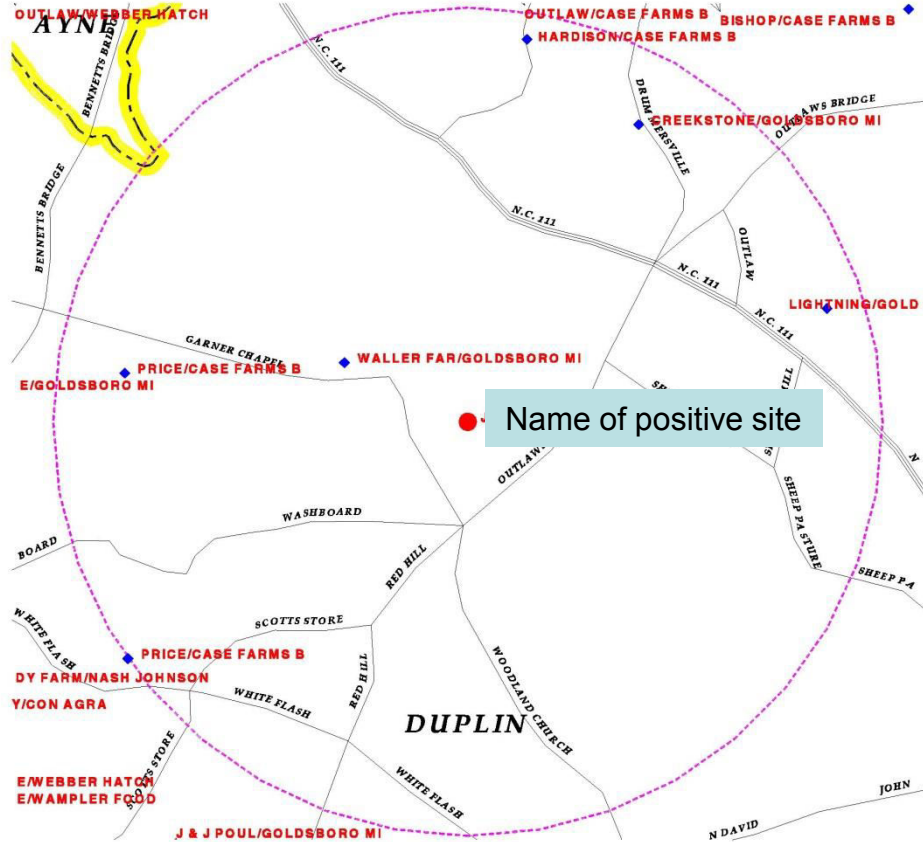 OUTLAW/WEBBER HATCH
OUTLAW/CASE FARMS B
BISHOP/CASE FARMS B
AYNE
HARDISON/CASE FARMS B
BENNETTS BRIDGE
N.C. 111
DRUMMERSVILLE
OUTLAWS BRIDGE
CREEKSTONE/GOLDSBORO MI
BENNETTS BRIDGE
N.C. 111
OUTLAW
N.C. 111
LIGHTNING/GOLD
N.C. 111
GARNER CHAPEL
WALLER FAR/GOLDSBORO MI
PRICE/CASE FARMS B
E/GOLDSBORO MI
HILL
Name of positive site
N
OUTLAWS
SHEEP PASTURE
WASHBOARD
BOARD
RED HILL
SHEEP PA
SCOTTS STORE
WHITE FLASH
PRICE/CASE FARMS B
RED HILL
WOODLAND CHURCH
DY FARM/NASH JOHNSON
WHITE FLASH
Y/CON AGRA
DUPLIN
SCOTTS STORE
WHITE FLASH
E/WEBBER HATCH
E/WAMPLER FOOD
JOHN
J & J POUL/GOLDSBORO MI
N DAVID